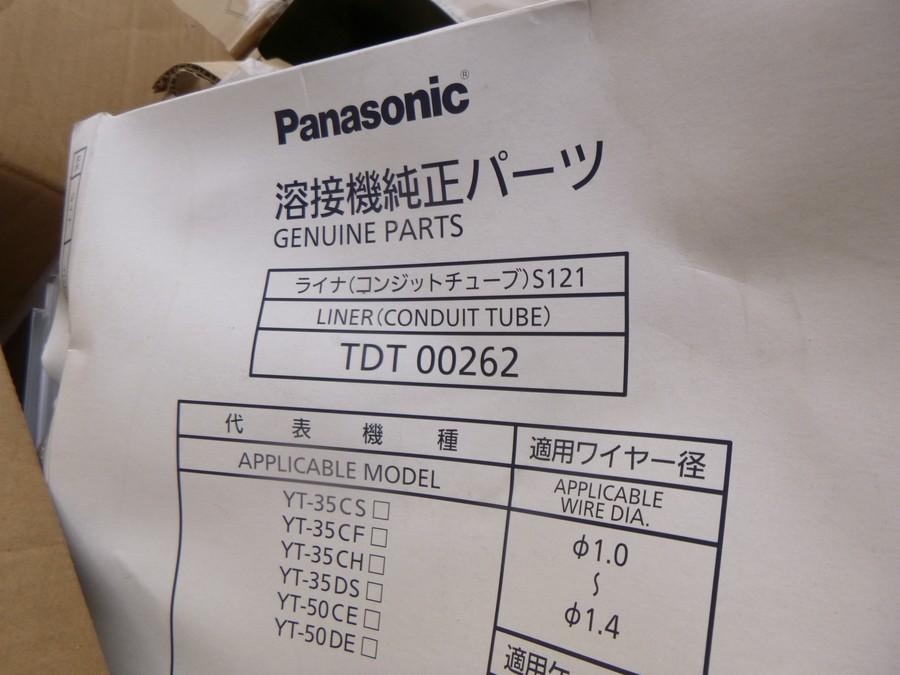 Panasonic®
溶接機純正パーツ
GENUINE PARTS
ライナ(コンジットチューブ)S121
LINER(CONDUIT TUBE)
TDT 00262
代表機種
適用ワイヤー径
APPLICABLE MODEL
APPLICABLE
WIRE DIA.
YT-35CS□
YT-35CF□
YT-35CH□
YT-35DS□
YT-50CE□
YT-50DE□
φ1.0
~
φ1.4
適用ケ